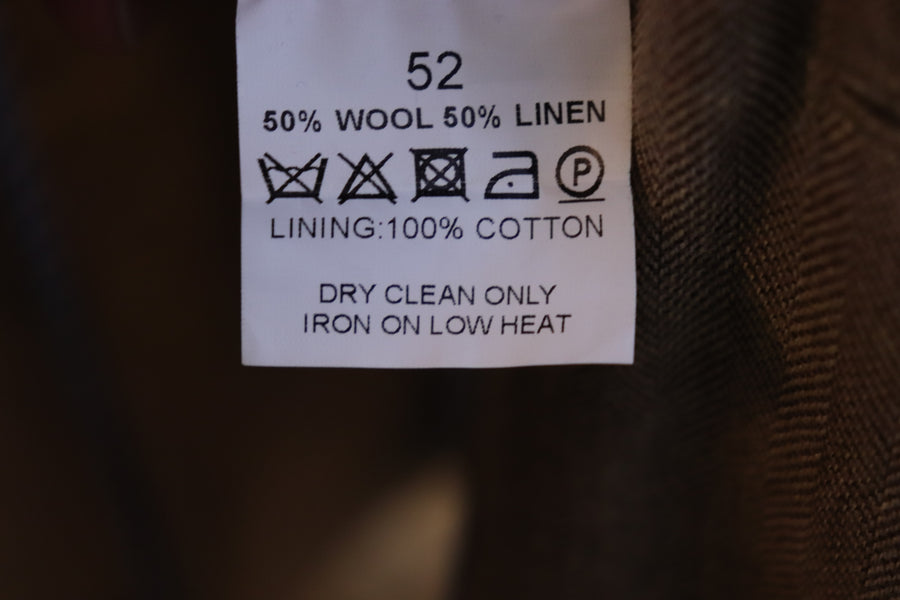 52
50% WOOL 50% LINEN
P
LINING:100% COTTON
DRY CLEAN ONLY
IRON ON LOW HEAT